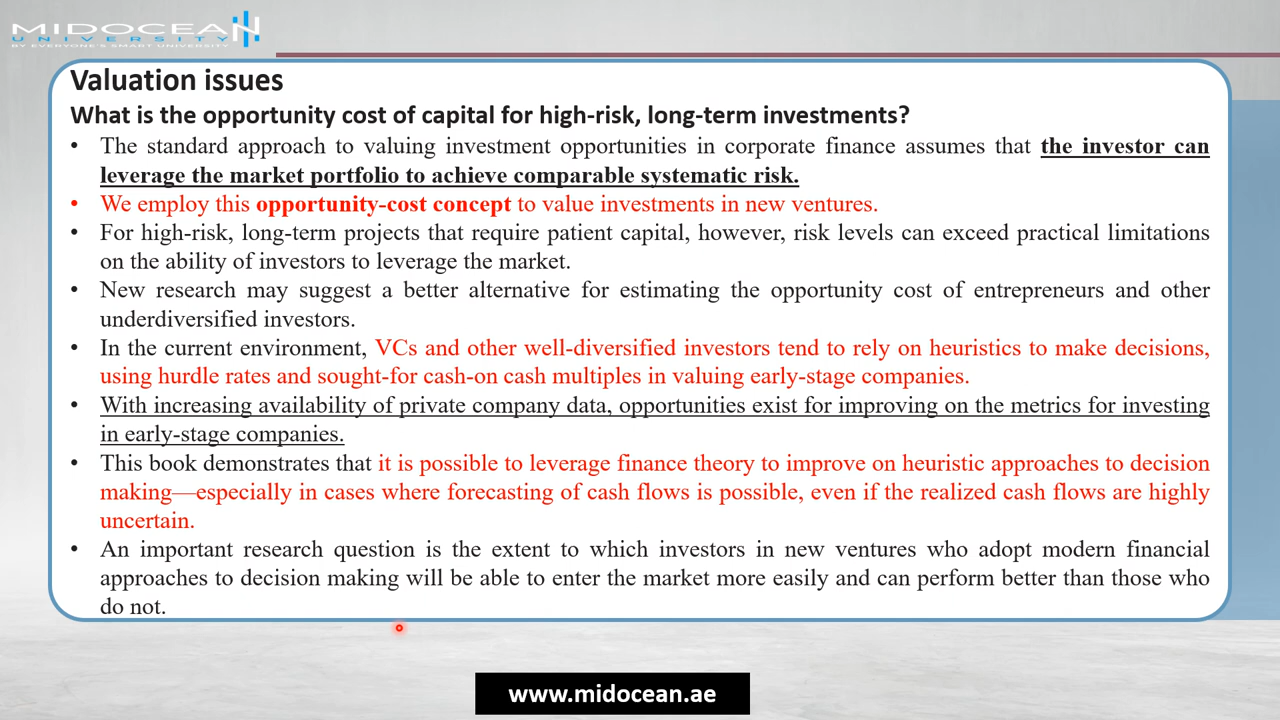 MIDOCEAN
UNIVERSITY
BY EVERYONE'S SMART UNIVERSITY
Valuation issues
What is the opportunity cost of capital for high-risk, long-term investments?
• The standard approach to valuing investment opportunities in corporate finance assumes that the investor can
leverage the market portfolio to achieve comparable systematic risk.
• We employ this opportunity-cost concept to value investments in new ventures.
• For high-risk, long-term projects that require patient capital, however, risk levels can exceed practical limitations
on the ability of investors to leverage the market.
• New research may suggest a better alternative for estimating the opportunity cost of entrepreneurs and other
underdiversified investors.
• In the current environment, VCs and other well-diversified investors tend to rely on heuristics to make decisions,
using hurdle rates and sought-for cash-on cash multiples in valuing early-stage companies.
• With increasing availability of private company data, opportunities exist for improving on the metrics for investing
in early-stage companies.
• This book demonstrates that it is possible to leverage finance theory to improve on heuristic approaches to decision
making—especially in cases where forecasting of cash flows is possible, even if the realized cash flows are highly
uncertain.
• An important research question is the extent to which investors in new ventures who adopt modern financial
approaches to decision making will be able to enter the market more easily and can perform better than those who
do not.
www.midocean.ae